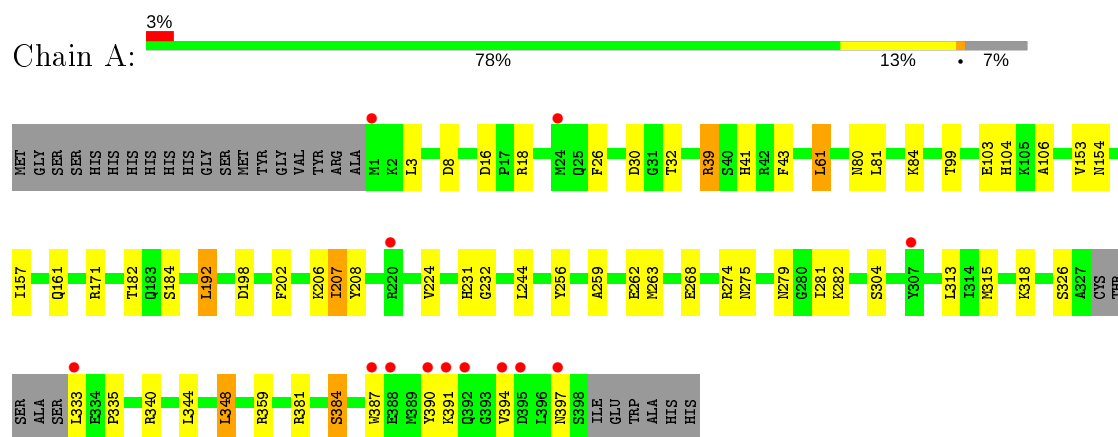 3%
Chain A:
78% 13% • 7%
MET GLY SER SER HIS HIS HIS HIS HIS HIS GLY SER MET TYR GLY VAL TYR ARG ALA M1 K2 L3 D8 D16 P17 R18 M24 Q25 F26 D30 G31 T32 R39 S40 H41 R42 F43 L61 N80 L81 K84 T99 E103 H104 K105 A106 V153 N154
I157 Q161 R171 T182 Q183 S184 L192 D198 F202 K206 I207 Y208 R220 V224 H231 G232 L244 Y256 A259 E262 M263 E268 R274 N275 N279 G280 I281 K282 S304 Y307 L313 I314 M315 K318 S326 A327 CYS THR
SER ALA SER L333 E334 P335 R340 L344 L348 R359 R381 S384 W387 E388 M389 Y390 K391 Q392 G393 V394 D395 L396 N397 S398 ILE GLU TRP ALA HIS HIS